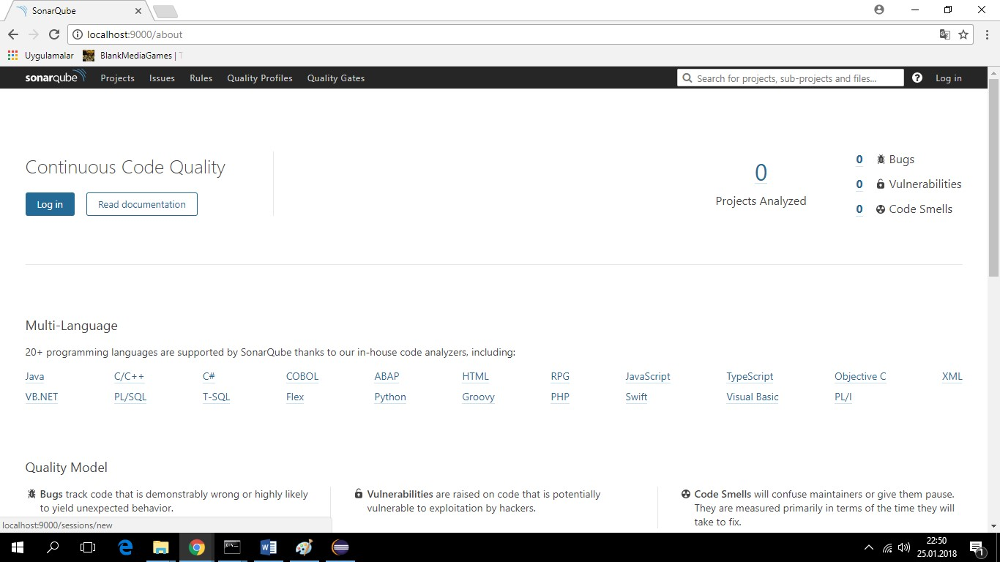 SonarQube
localhost:9000/about
Uygulamalar BlankMediaGames | T
sonarqube Projects Issues Rules Quality Profiles Quality Gates Search for projects, sub-projects and files... ? Log in
Continuous Code Quality
Log in Read documentation
0
Projects Analyzed
0 Bugs
0 Vulnerabilities
0 Code Smells
Multi-Language
20+ programming languages are supported by SonarQube thanks to our in-house code analyzers, including:
Java C/C++ C# COBOL ABAP HTML RPG JavaScript TypeScript Objective C XML
VB.NET PL/SQL T-SQL Flex Python Groovy PHP Swift Visual Basic PL/I
Quality Model
Bugs track code that is demonstrably wrong or highly likely
to yield unexpected behavior.
Vulnerabilities are raised on code that is potentially
vulnerable to exploitation by hackers.
Code Smells will confuse maintainers or give them pause.
They are measured primarily in terms of the time they will
take to fix.
localhost:9000/sessions/new
22:50
25.01.2018
1